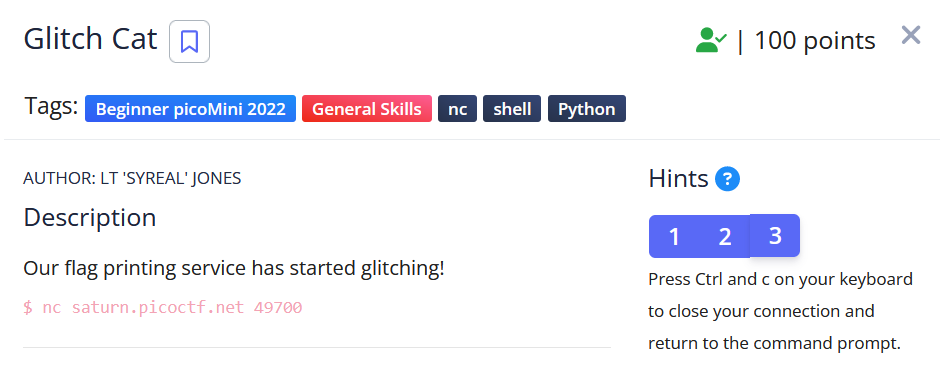 Glitch Cat
| 100 points
Tags: Beginner picoMini 2022 General Skills nc shell Python
AUTHOR: LT 'SYREAL' JONES
Description
Our flag printing service has started glitching!
$ nc saturn.picoctf.net 49700
Hints ?
1 2 3
Press Ctrl and c on your keyboard
to close your connection and
return to the command prompt.